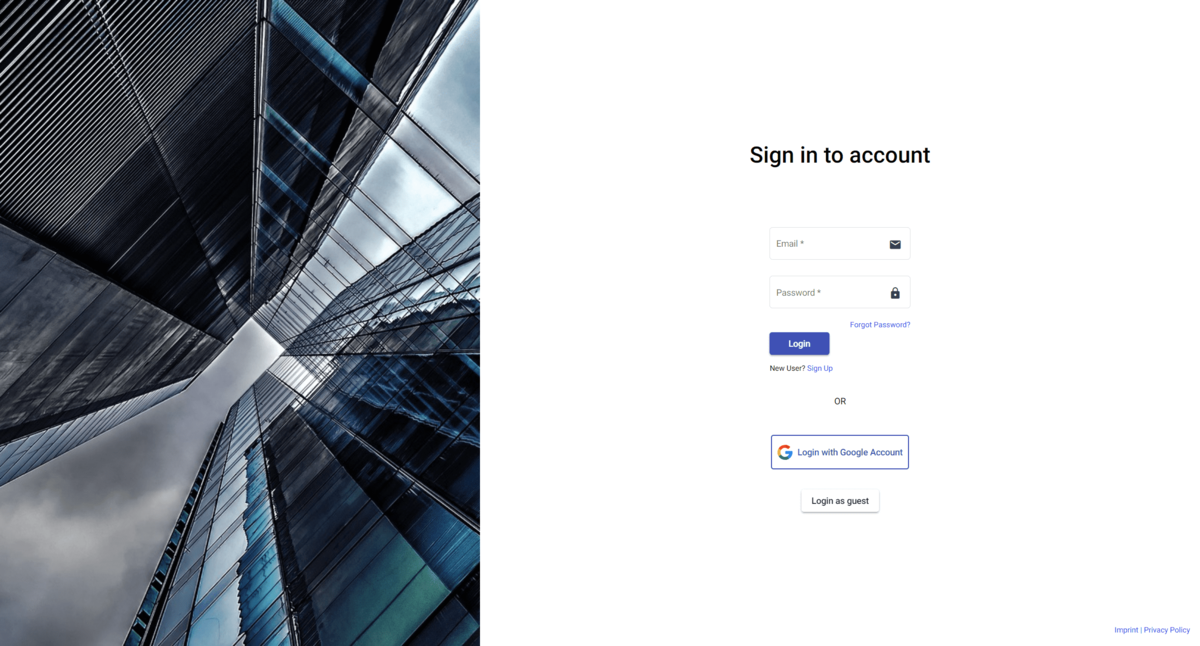 Sign in to account
Email *
Password *
Forgot Password?
Login
New User? Sign Up
OR
Login with Google Account
Login as guest
Imprint | Privacy Policy